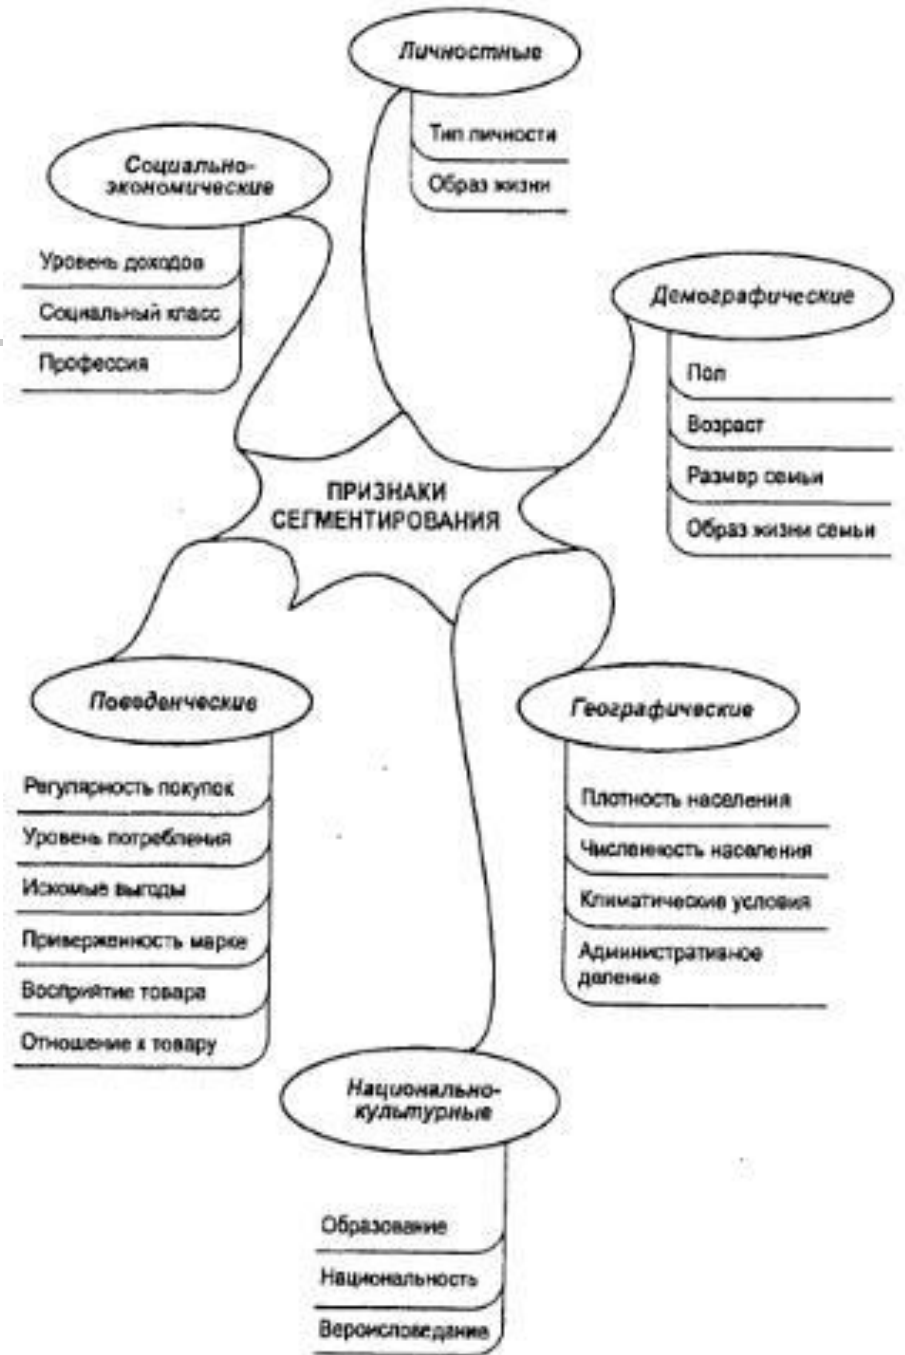 Личностные
Тип личности
Образ жизни
Социально-
экономические
Уровень доходов
Социальный класс
Профессия
Демографические
Пол
Возраст
Размер семьи
Образ жизни семьи
ПРИЗНАКИ
СЕГМЕНТИРОВАНИЯ
Поведенческие
Регулярность покупок
Уровень потребления
Искомые выгоды
Приверженность марке
Восприятие товара
Отношение к товару
Географические
Плотность населения
Численность населения
Климатические условия
Административное
деление
Национально-
культурные
Образование
Национальность
Вероисповедание